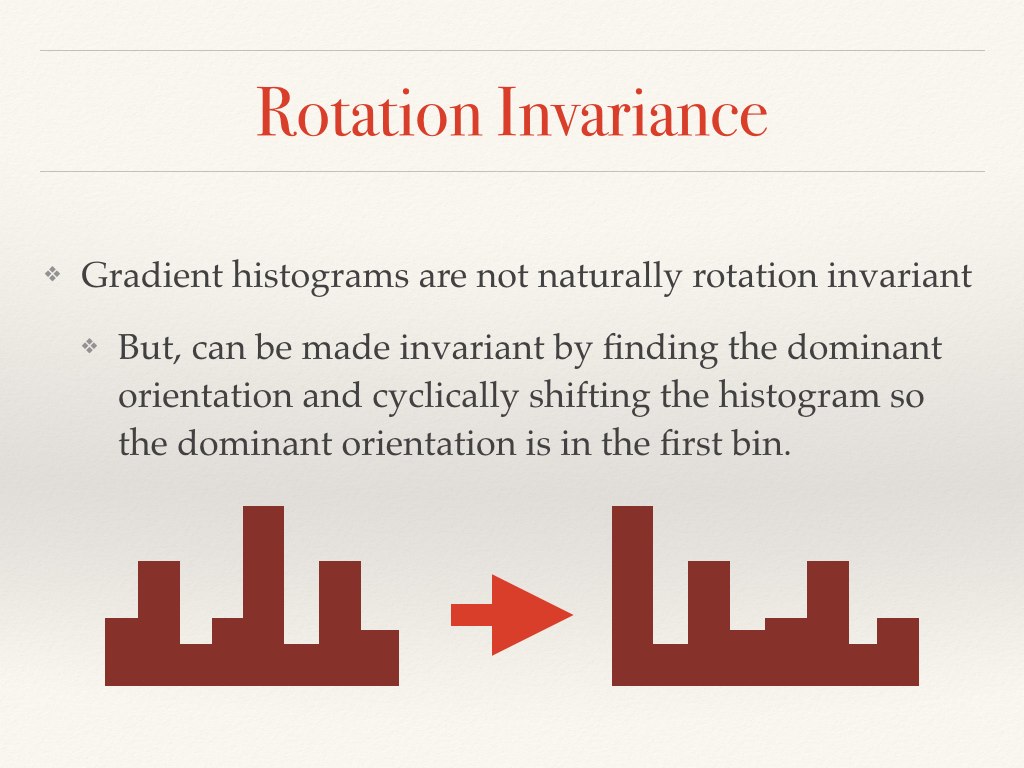 Rotation Invariance
❖ Gradient histograms are not naturally rotation invariant
❖ But, can be made invariant by finding the dominant
orientation and cyclically shifting the histogram so
the dominant orientation is in the first bin.